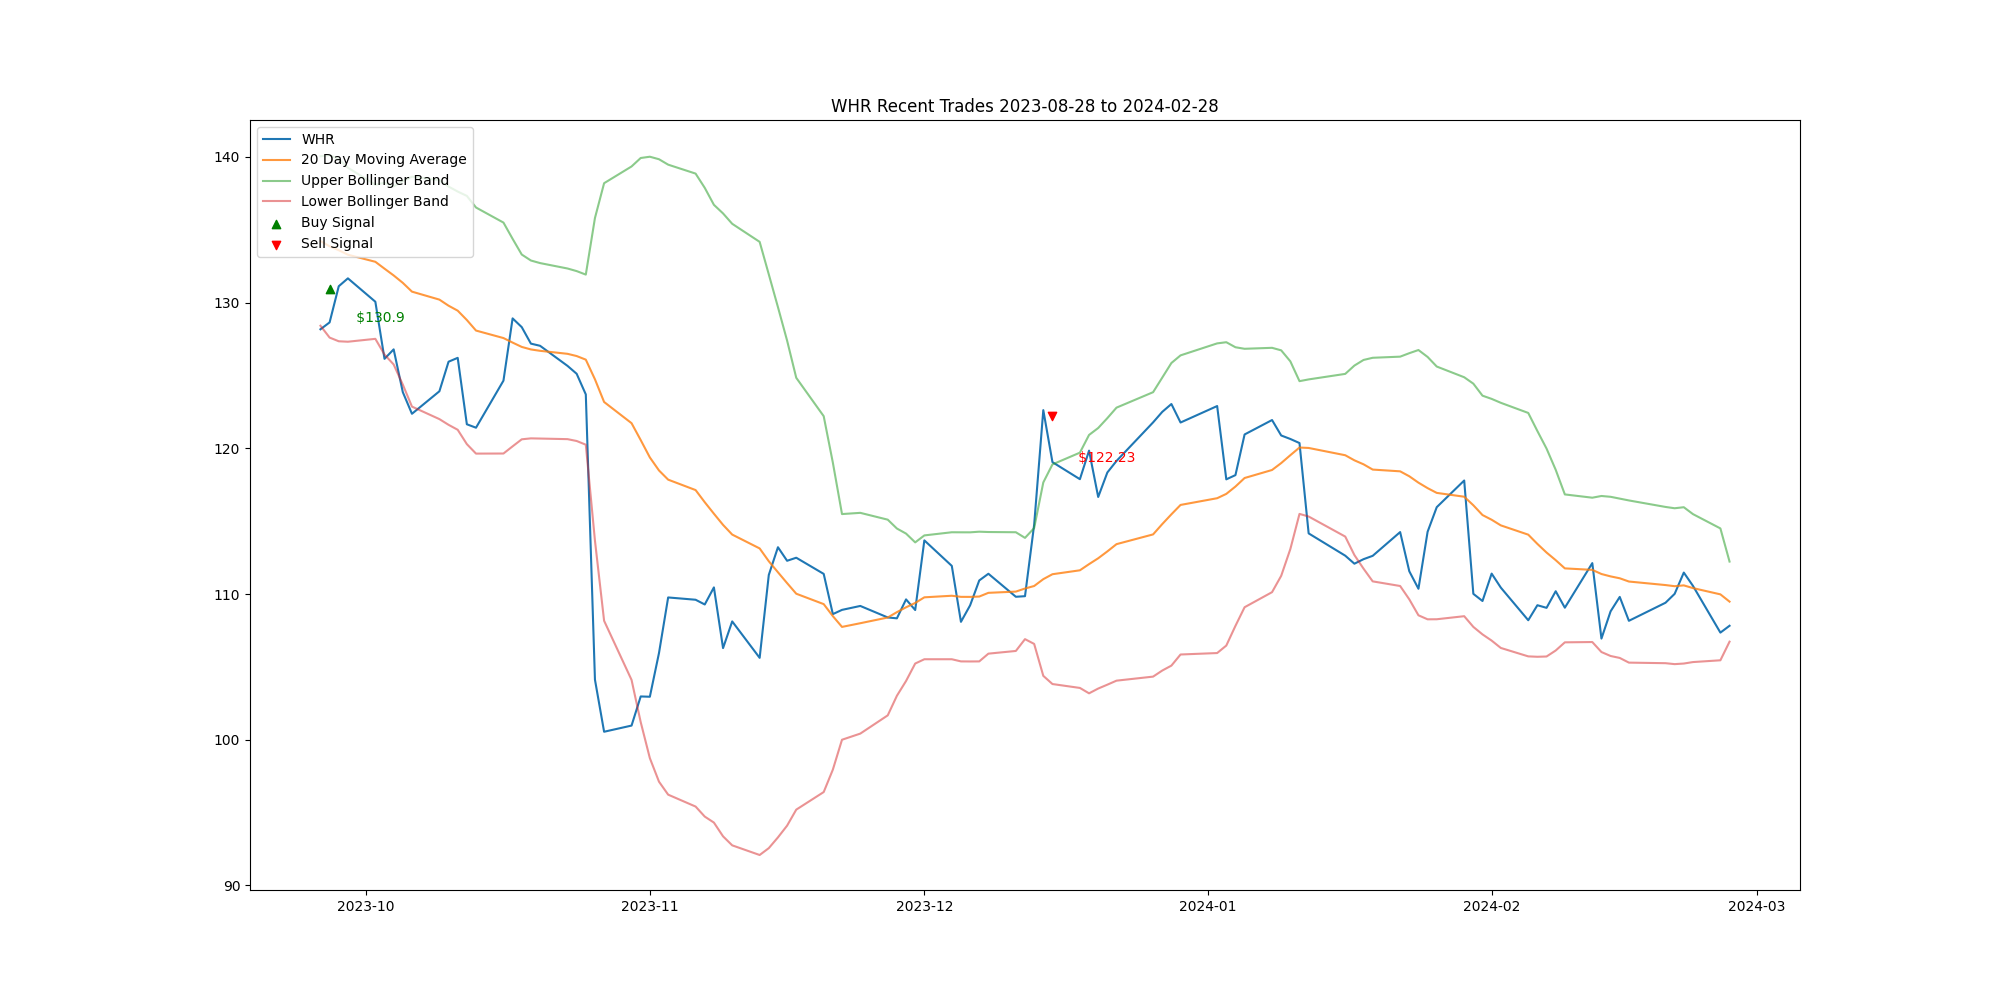 WHR Recent Trades 2023-08-28 to 2024-02-28
WHR
20 Day Moving Average
Upper Bollinger Band
Lower Bollinger Band
Buy Signal
Sell Signal
140
130
120
110
100
90
$130.9
$122.23
2023-10
2023-11
2023-12
2024-01
2024-02
2024-03